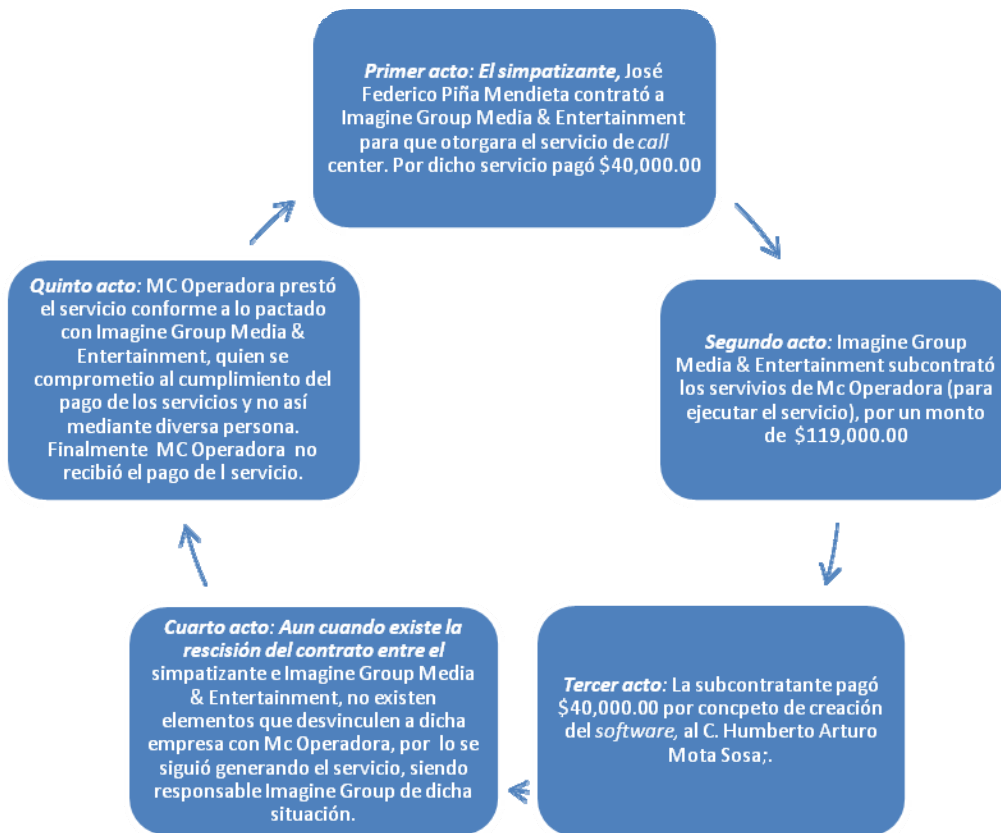 Primer acto: El simpatizante, José
Federico Piña Mendieta contrató a
Imagine Group Media & Entertainment
para que otorgara el servicio de call
center. Por dicho servicio pagó $40,000.00
Segundo acto: Imagine Group
Media & Entertainment subcontrató
los servivios de Mc Operadora (para
ejecutar el servicio), por un monto
de $119,000.00
Tercer acto: La subcontratante pagó
$40,000.00 por concpeto de creación
del software, al C. Humberto Arturo
Mota Sosa;.
Cuarto acto: Aun cuando existe la
rescisión del contrato entre el
simpatizante e Imagine Group Media
& Entertainment, no existen
elementos que desvinculen a dicha
empresa con Mc Operadora, por lo se
siguió generando el servicio, siendo
responsable Imagine Group de dicha
situación.
Quinto acto: MC Operadora prestó
el servicio conforme a lo pactado
con Imagine Group Media &
Entertainment, quien se
comprometio al cumplimiento del
pago de los servicios y no así
mediante diversa persona.
Finalmente MC Operadora no
recibió el pago de l servicio.